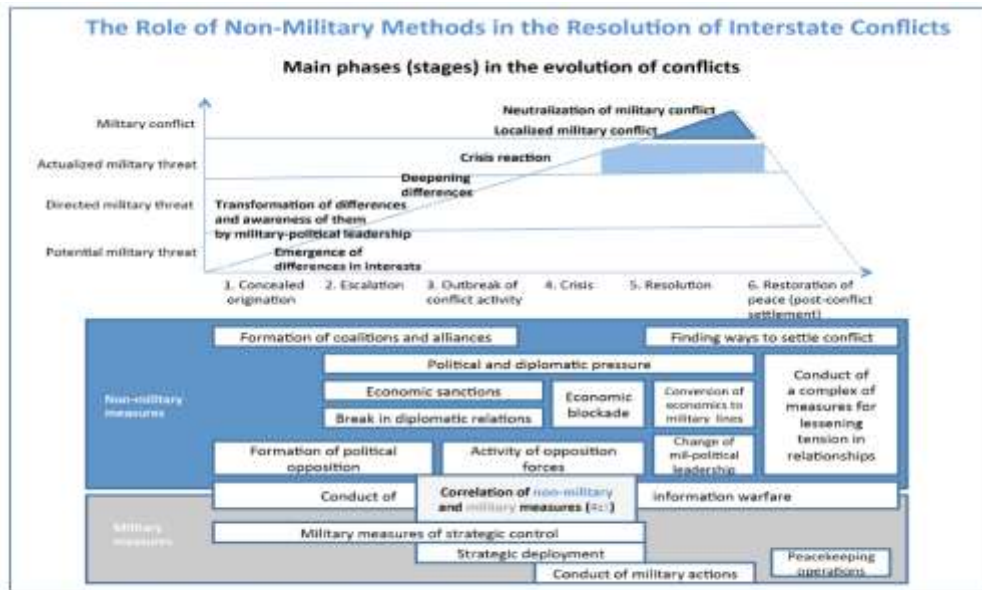 The Role of Non-Military Methods in the Resolution of Interstate Conflicts
Main phases (stages) in the evolution of conflicts
Neutralization of military conflict
Military conflict
Localized military conflict
Actualized military threat
Crisis reaction
Deepening
differences
Directed military threat
Transformation of differences
and awareness of them
by military-political leadership
Potential military threat
Emergence of
differences in interests
1. Concealed
origination
2. Escalation
3. Outbreak of
conflict activity
4. Crisis
5. Resolution
6. Restoration of
peace (post-conflict
settlement)
Non-military
measures
Formation of coalitions and alliances
Finding ways to settle conflict
Political and diplomatic pressure
Economic sanctions
Break in diplomatic relations
Economic
blockade
Conversion of
economics to
military lines
Conduct of
a complex of
measures for
lessening
tension in
relationships
Formation of political
opposition
Activity of opposition
forces
Change of
mil-political
leadership
Conduct of
Correlation of non-military
and military measures (4:1)
information warfare
Military
measures
Military measures of strategic control
Strategic deployment
Conduct of military actions
Peacekeeping
operations